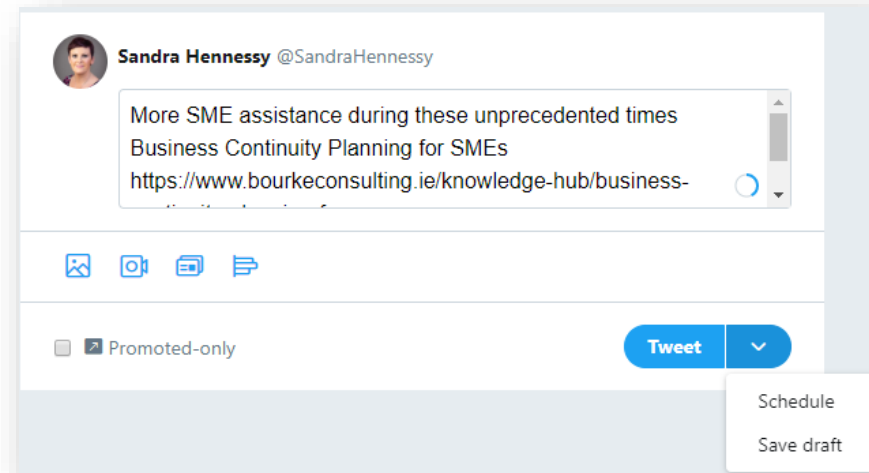 Sandra Hennessy @SandraHennessy
More SME assistance during these unprecedented times
Business Continuity Planning for SMEs
https://www.bourkeconsulting.ie/knowledge-hub/business-
Promoted-only
Tweet
Schedule
Save draft